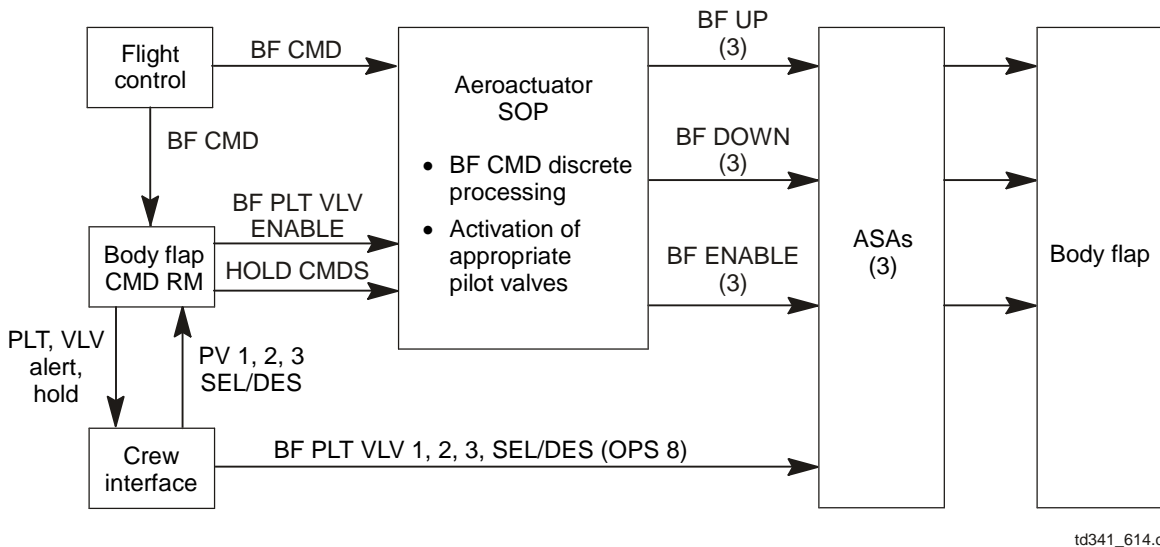 Flight
control
BF CMD
BF CMD
Aeroactuator
SOP
• BF CMD discrete
processing
• Activation of
appropriate
pilot valves
BF UP
(3)
BF DOWN
(3)
BF ENABLE
(3)
ASAs
(3)
Body flap
BF PLT VLV
ENABLE
HOLD CMDS
Body flap
CMD RM
PLT, VLV
alert,
hold
PV 1, 2, 3
SEL/DES
Crew
interface
BF PLT VLV 1, 2, 3, SEL/DES (OPS 8)
td341_614.c